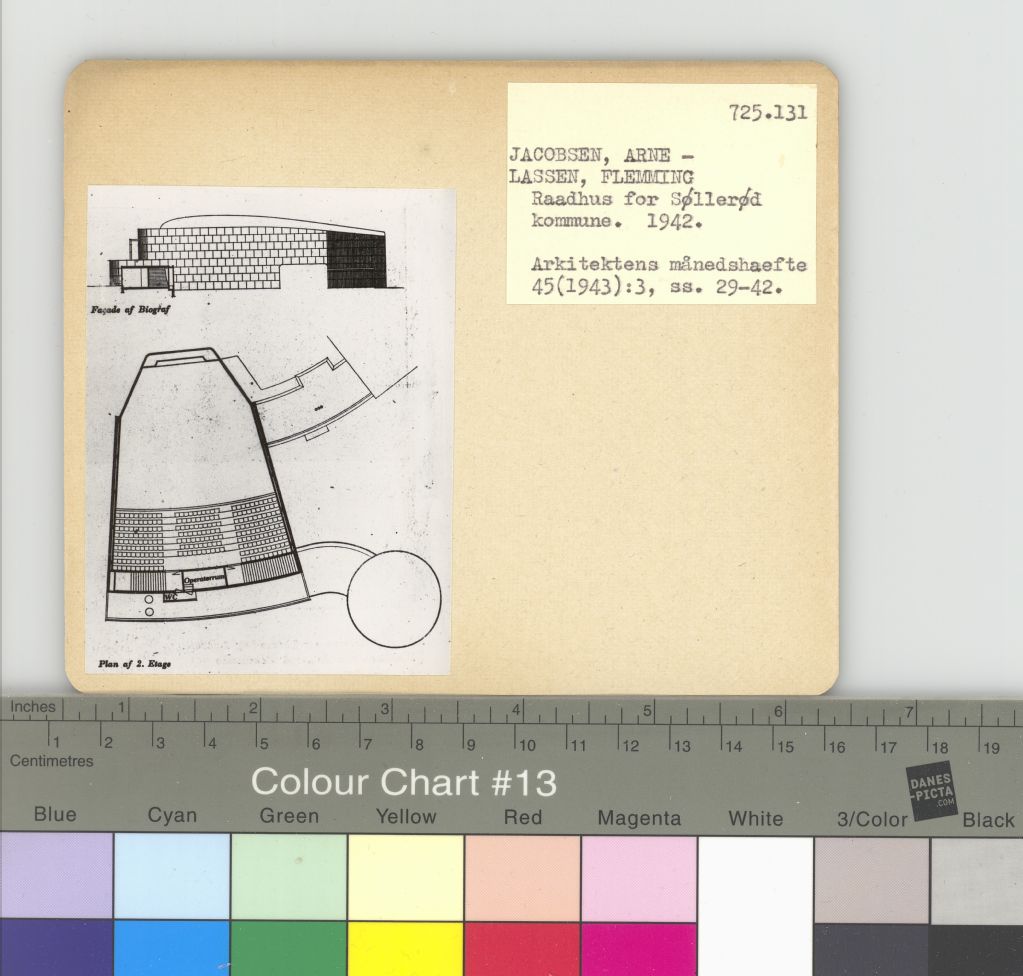 725.131
JACOBSEN, ARNE –
LASSEN, FLEMMING
Raadhus for Søllerød
kommune. 1942.
Arkitektens månedshaefte
45(1943):3, ss. 29-42.
Façade af Biograf
Operatørrum
WC
Plan af 2. Etage
Inches 1 2 3 4 5 6 7
1 2 3 4 5 6 7 8 9 10 11 12 13 14 15 16 17 18 19
Centimetres
Colour Chart #13
DANES
-PICTA
.COM
Blue Cyan Green Yellow Red Magenta White 3/Color Black